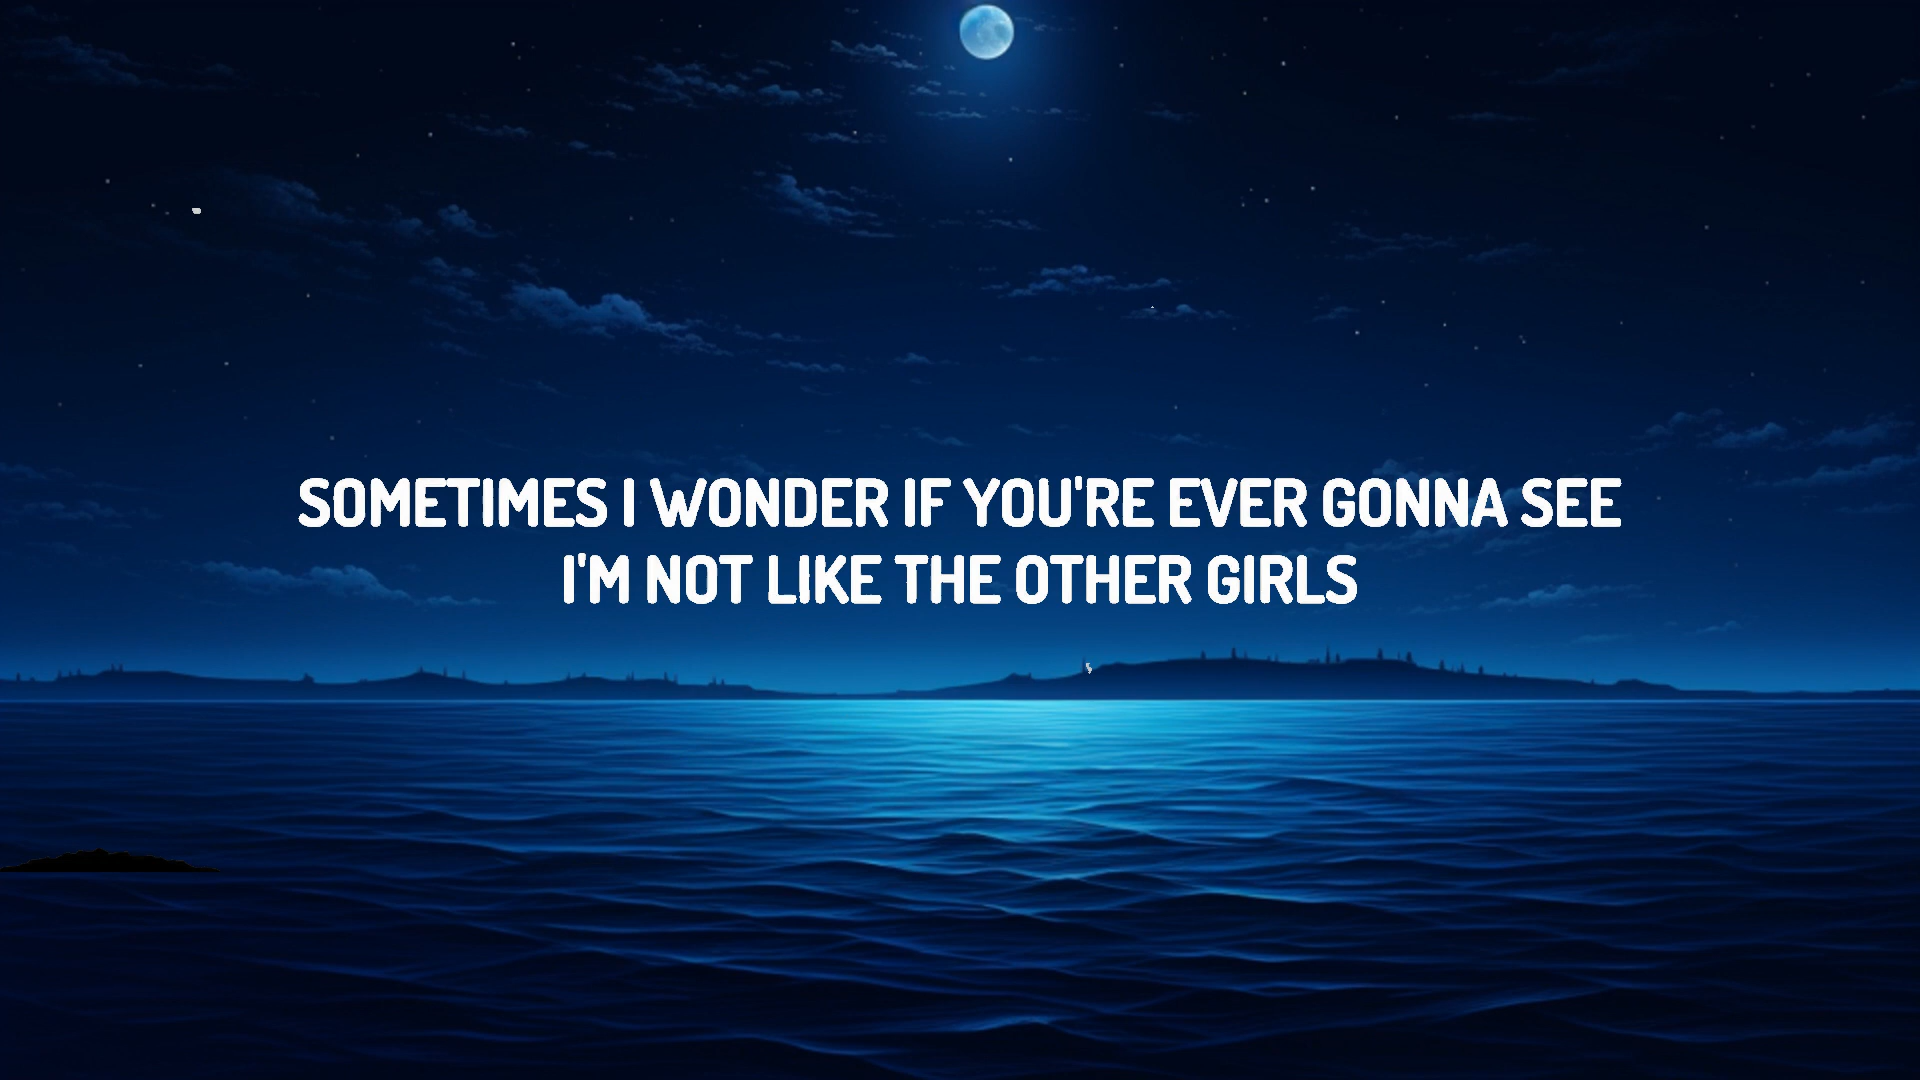 SOMETIMES I WONDER IF YOU'RE EVER GONNA SEE
I'M NOT LIKE THE OTHER GIRLS